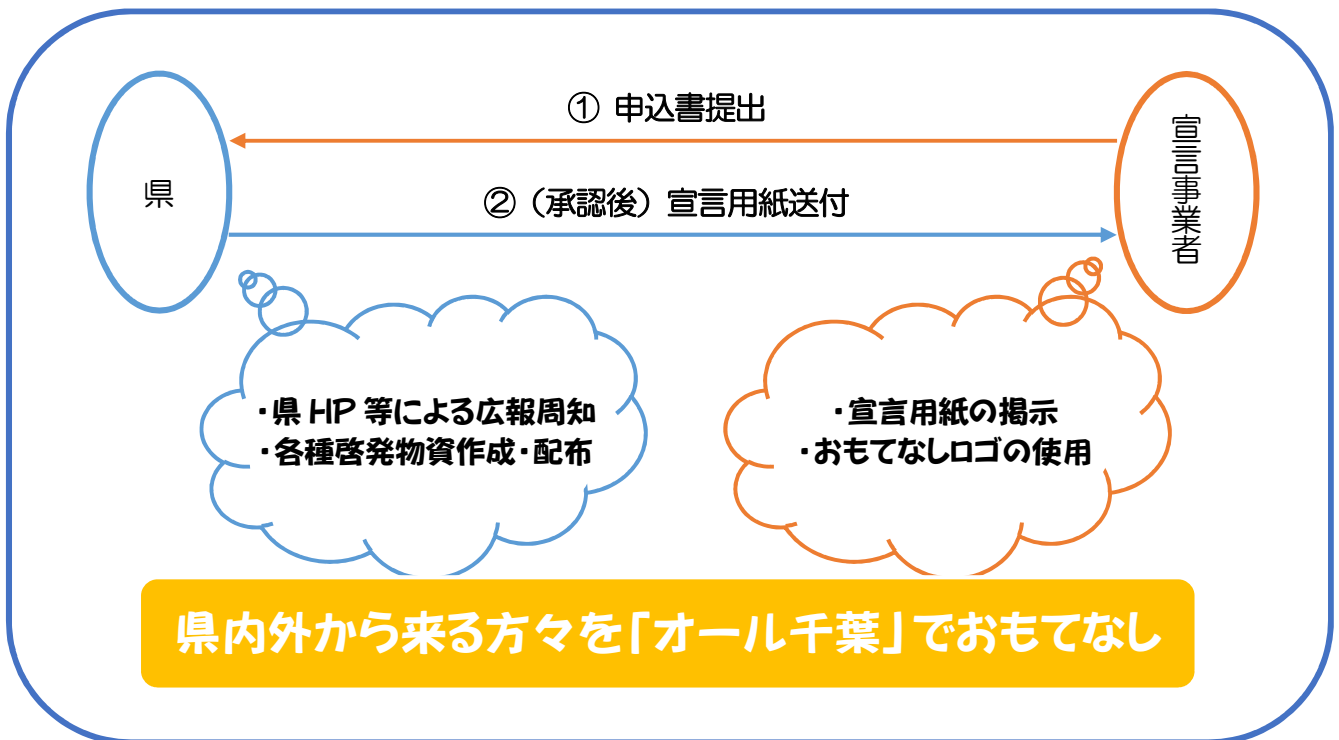 ① 申込書提出
県
宣言事業者
②（承認後）宣言用紙送付
・県 HP 等による広報周知
・各種啓発物資作成・配布
・宣言用紙の掲示
・おもてなしロゴの使用
県内外から来る方々を「オール千葉」でおもてなし